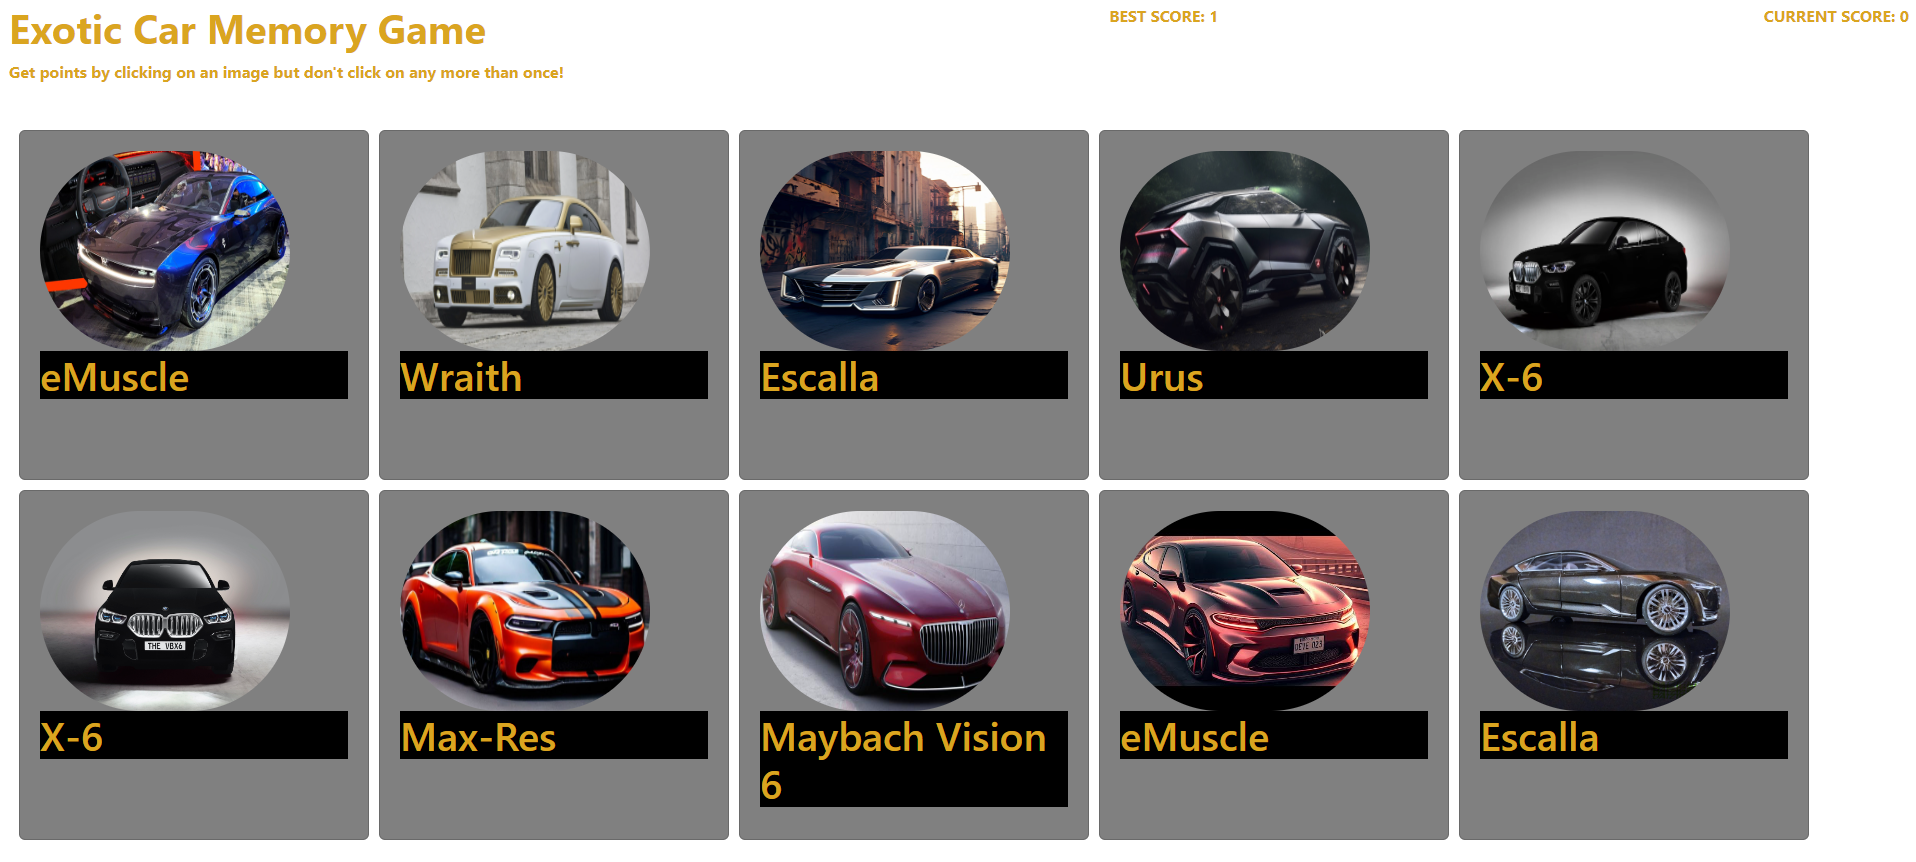 Exotic Car Memory Game
BEST SCORE: 1
CURRENT SCORE: 0
Get points by clicking on an image but don't click on any more than once!
eMuscle
Wraith
Escalla
Urus
X-6
THE VBX6
X-6
Max-Res
Maybach Vision
6
eMuscle
Escalla